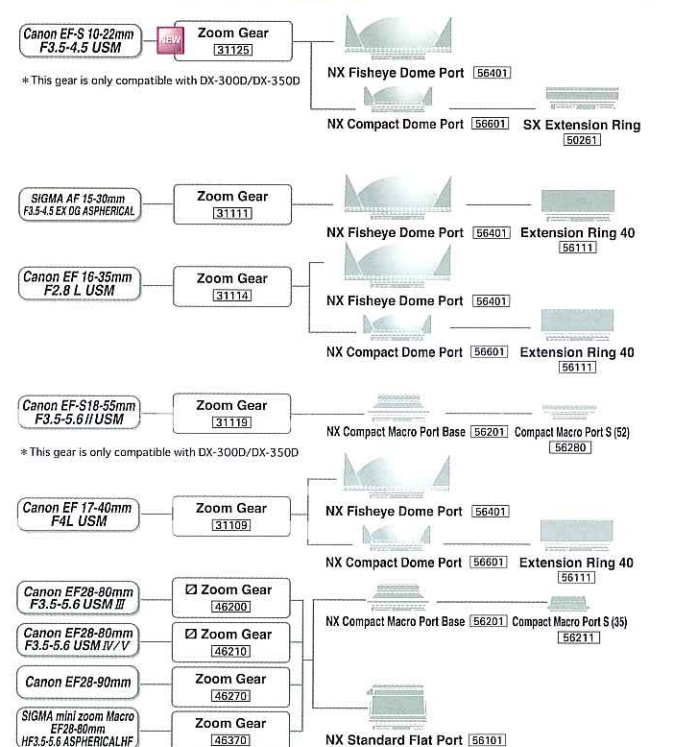 Canon EF-S 10-22mm
F3.5-4.5 USM
NEW
Zoom Gear
31125
* This gear is only compatible with DX-300D/DX-350D
NX Fisheye Dome Port 56401
NX Compact Dome Port 56601
SX Extension Ring
50261
SIGMA AF 15-30mm
F3.5-4.5 EX DG ASPHERICAL
Zoom Gear
31111
NX Fisheye Dome Port 56401
Extension Ring 40
56111
Canon EF 16-35mm
F2.8 L USM
Zoom Gear
31114
NX Fisheye Dome Port 56401
NX Compact Dome Port 56601
Extension Ring 40
56111
Canon EF-S18-55mm
F3.5-5.6 II USM
Zoom Gear
31119
NX Compact Macro Port Base 56201
Compact Macro Port S (52)
56280
* This gear is only compatible with DX-300D/DX-350D
Canon EF 17-40mm
F4L USM
Zoom Gear
31109
NX Fisheye Dome Port 56401
NX Compact Dome Port 56601
Extension Ring 40
56111
Canon EF28-80mm
F3.5-5.6 USM III
Zoom Gear
46200
NX Compact Macro Port Base 56201
Compact Macro Port S (35)
56211
Canon EF28-80mm
F3.5-5.6 USM IV/V
Zoom Gear
46210
Canon EF28-90mm
Zoom Gear
46270
SIGMA mini zoom Macro
EF28-80mm
HF3.5-5.6 ASPHERICALHF
Zoom Gear
46370
NX Standard Flat Port 56101